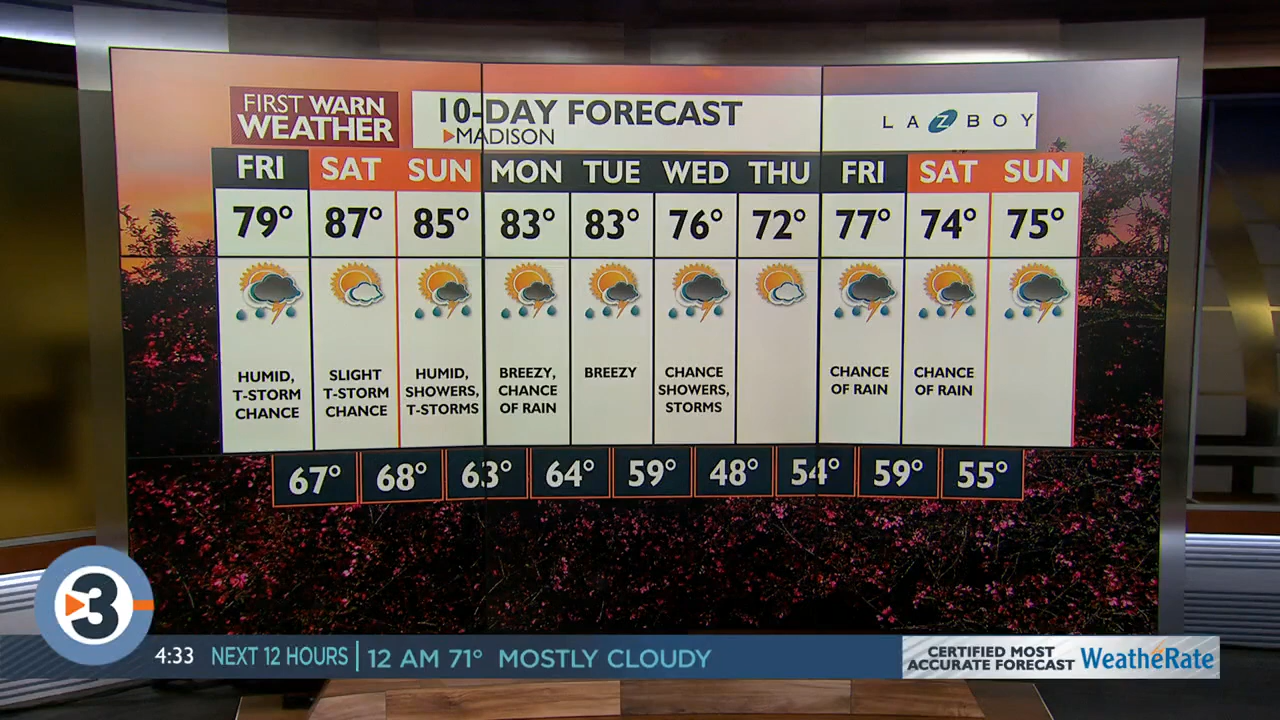 FIRST WARN
WEATHER
10-DAY FORECAST
MADISON
LA Z BOY
FRI SAT SUN MON TUE WED THU FRI SAT SUN
79° 87° 85° 83° 83° 76° 72° 77° 74° 75°
HUMID,
T-STORM
CHANCE
SLIGHT
T-STORM
CHANCE
HUMID,
SHOWERS,
T-STORMS
BREEZY,
CHANCE
OF RAIN
BREEZY
CHANCE
SHOWERS,
STORMS
CHANCE
OF RAIN
CHANCE
OF RAIN
67° 68° 63° 64° 59° 48° 54° 59° 55°
3
4:33 NEXT 12 HOURS 12 AM 71° MOSTLY CLOUDY
CERTIFIED MOST
ACCURATE FORECAST
WeatheRate